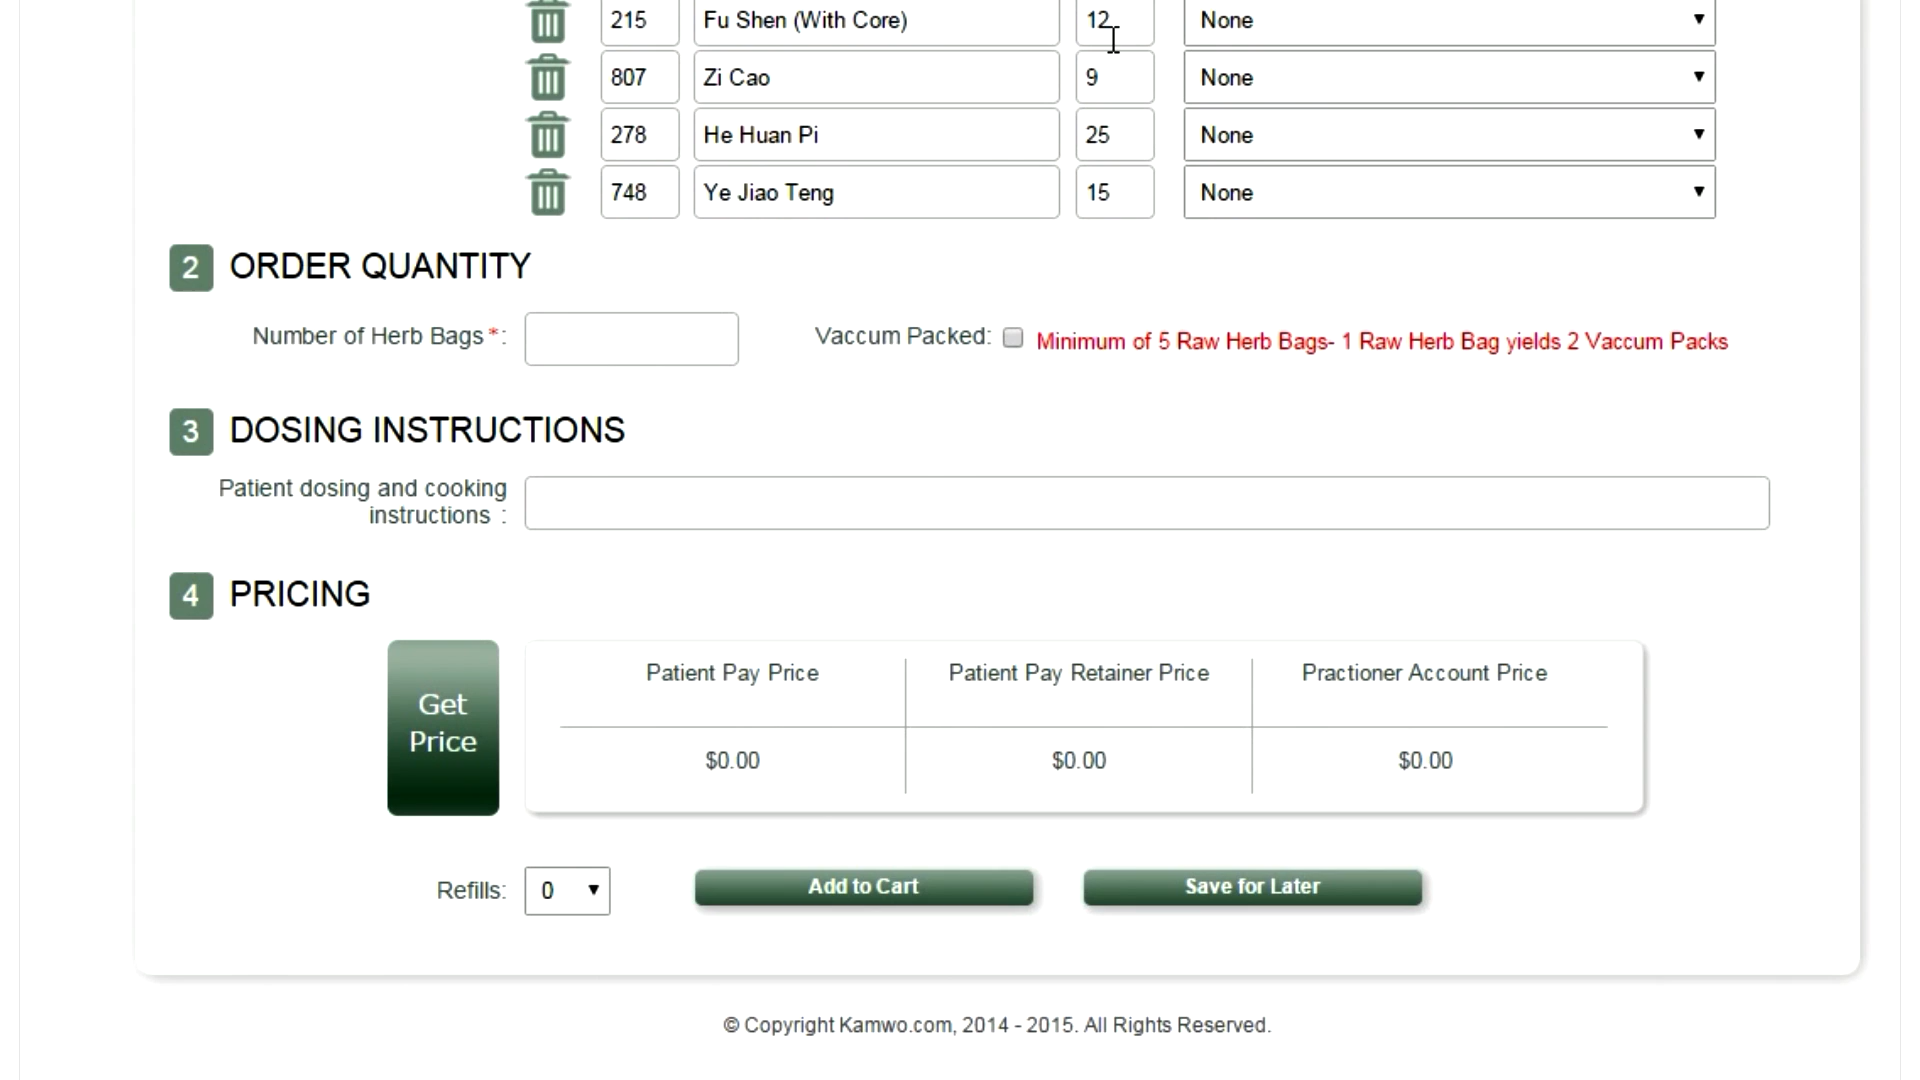 215 Fu Shen (With Core) 12 None
807 Zi Cao 9 None
278 He Huan Pi 25 None
748 Ye Jiao Teng 15 None
2 ORDER QUANTITY
Number of Herb Bags * : Vaccum Packed: Minimum of 5 Raw Herb Bags- 1 Raw Herb Bag yields 2 Vaccum Packs
3 DOSING INSTRUCTIONS
Patient dosing and cooking
instructions :
4 PRICING
Get
Price
Patient Pay Price Patient Pay Retainer Price Practioner Account Price
$0.00 $0.00 $0.00
Refills: 0 Add to Cart Save for Later
© Copyright Kamwo.com, 2014 - 2015. All Rights Reserved.